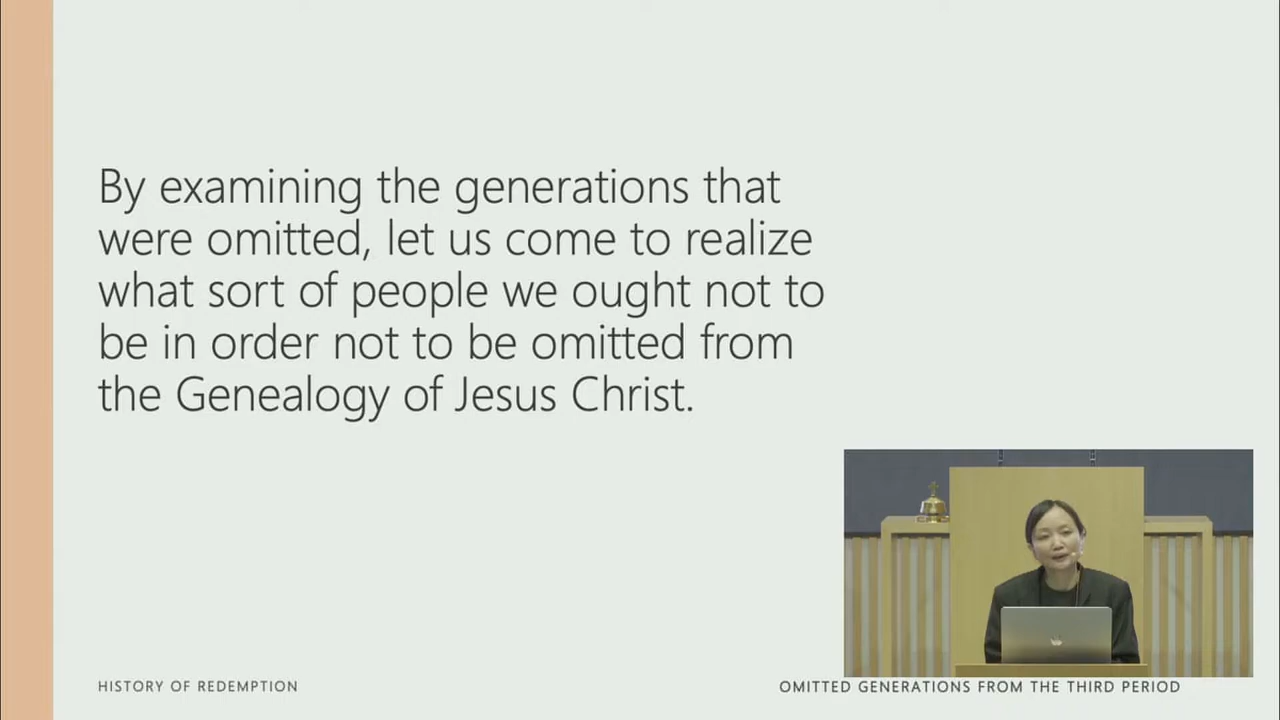 By examining the generations that
were omitted, let us come to realize
what sort of people we ought not to
be in order not to be omitted from
the Genealogy of Jesus Christ.
HISTORY OF REDEMPTION
OMITTED GENERATIONS FROM THE THIRD PERIOD